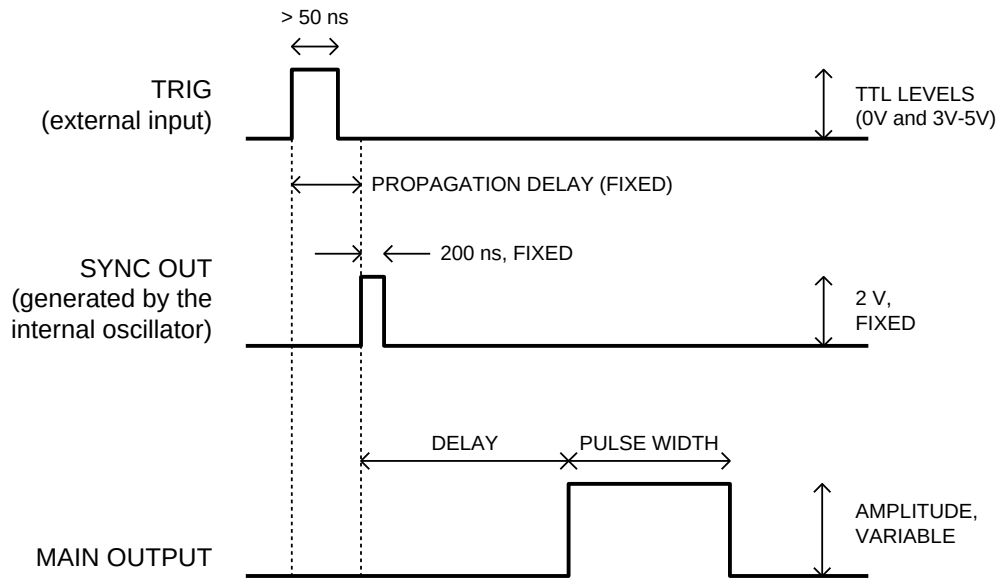 > 50 ns
TRIG
(external input)
TTL LEVELS
(0V and 3V-5V)
PROPAGATION DELAY (FIXED)
200 ns, FIXED
SYNC OUT
(generated by the
internal oscillator)
2 V,
FIXED
DELAY
PULSE WIDTH
AMPLITUDE,
VARIABLE
MAIN OUTPUT